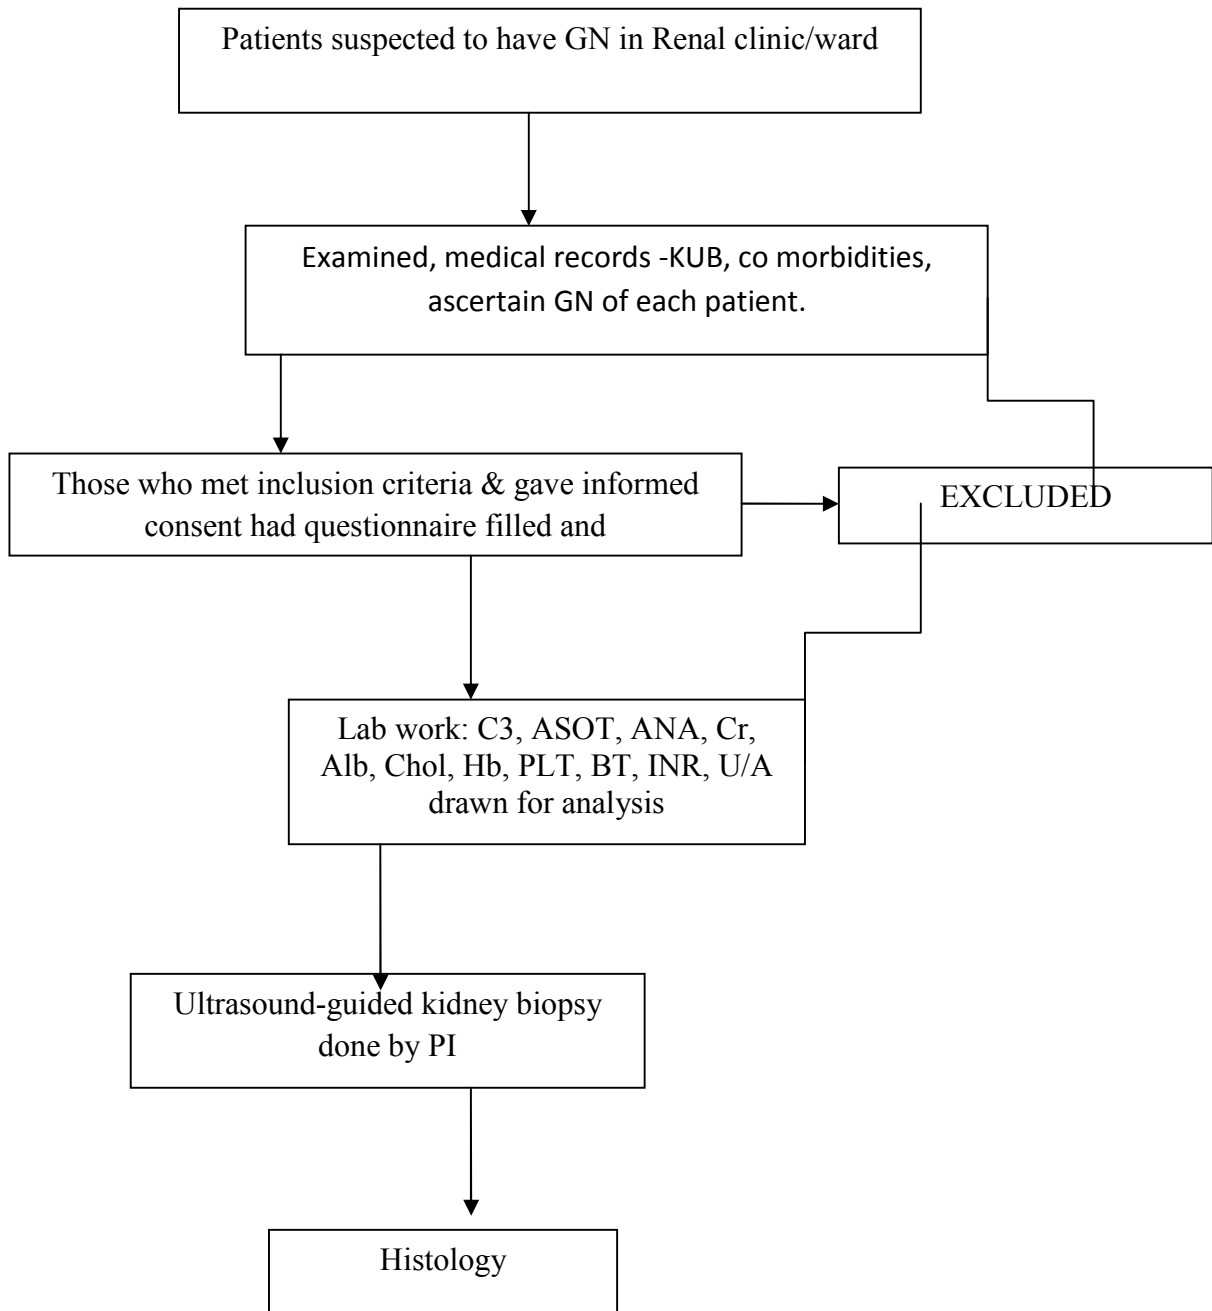 Patients suspected to have GN in Renal clinic/ward
Examined, medical records -KUB, co morbidities,
ascertain GN of each patient.
Those who met inclusion criteria & gave informed
consent had questionnaire filled and
EXCLUDED
Lab work: C3, ASOT, ANA, Cr,
Alb, Chol, Hb, PLT, BT, INR, U/A
drawn for analysis
Ultrasound-guided kidney biopsy
done by PI
Histology